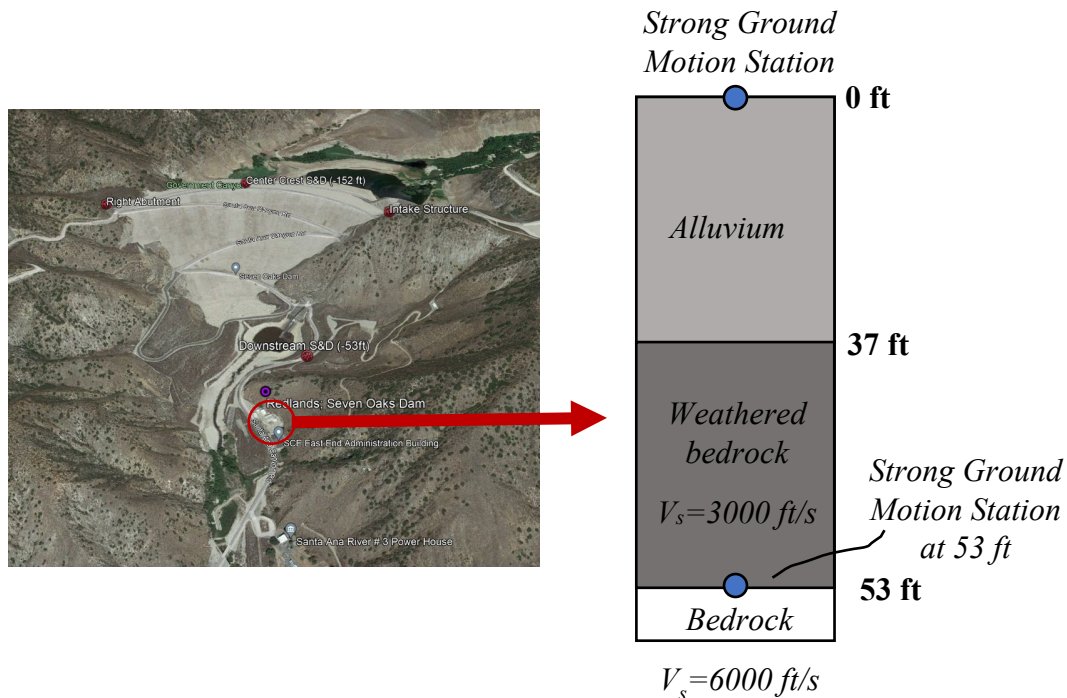 Government Canyon
Center Crest S&D (-152 ft)
Right Abutment
Intake Structure
Seven Oaks Dam
Downstream S&D (-53ft)
Redlands, Seven Oaks Dam
SCE East End Administration Building
Santa Ana River # 3 Power House
Strong Ground
Motion Station
0 ft
Alluvium
37 ft
Weathered
bedrock
Vs=3000 ft/s
Strong Ground
Motion Station
at 53 ft
53 ft
Bedrock
Vs=6000 ft/s